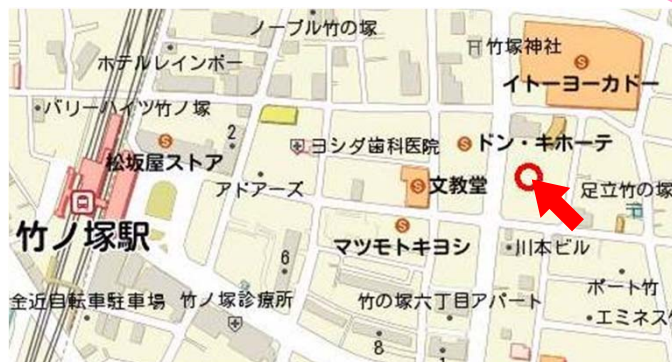 ノーブル竹の塚
竹塚神社
ホテルレインボー
イトーヨーカドー
バリーハイツ竹ノ塚
2
ヨシダ歯科医院
ドン・キホーテ
松坂屋ストア
アドアーズ
文教堂
足立竹の塚
竹ノ塚駅
マツモトキヨシ
川本ビル
6
ポート竹
金近自転車駐車場
竹ノ塚診療所
竹の塚六丁目アパート
エミネス
8